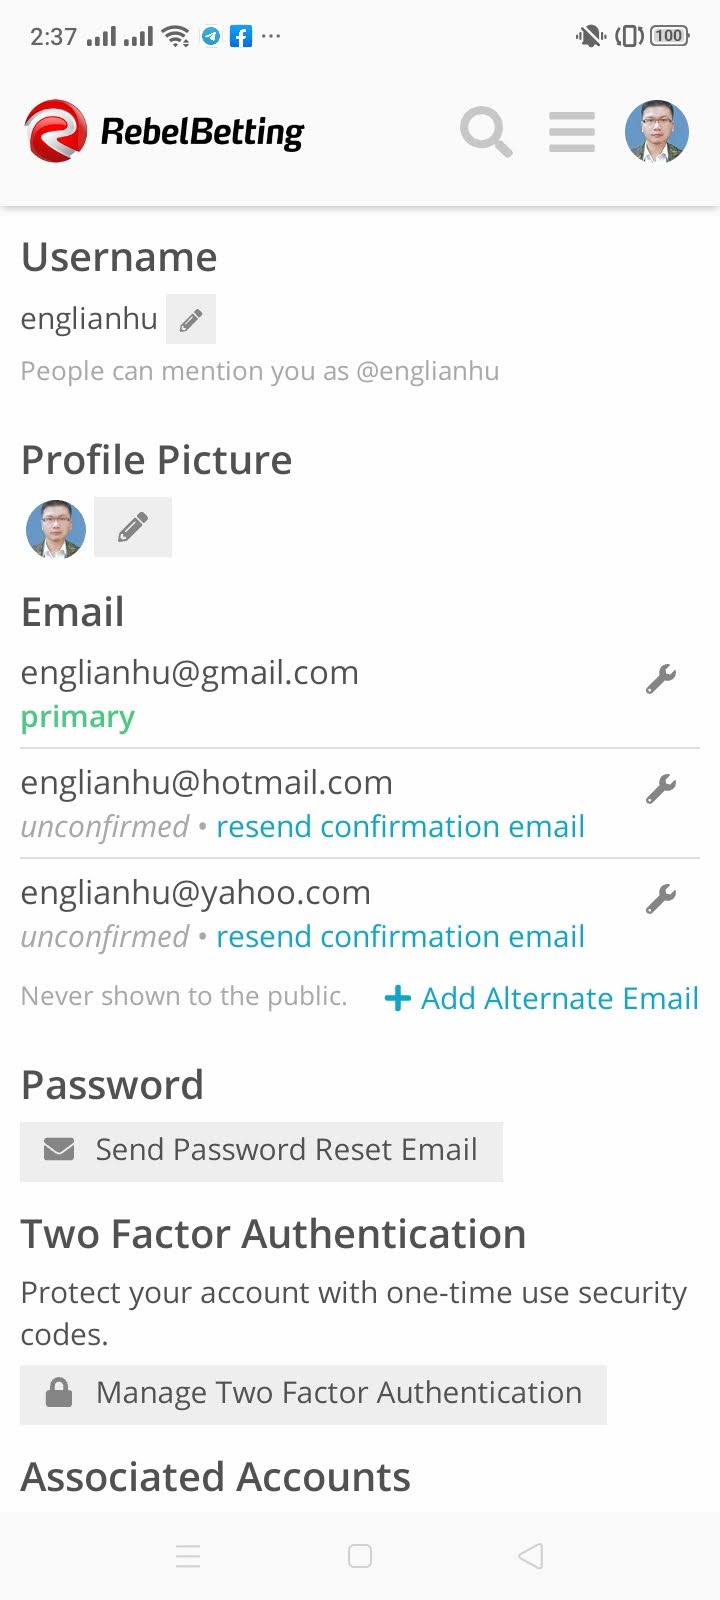 2:37
100
RebelBetting
Username
englianhu
People can mention you as @englianhu
Profile Picture
Email
englianhu@gmail.com
primary
englianhu@hotmail.com
unconfirmed • resend confirmation email
englianhu@yahoo.com
unconfirmed • resend confirmation email
Never shown to the public. + Add Alternate Email
Password
Send Password Reset Email
Two Factor Authentication
Protect your account with one-time use security
codes.
Manage Two Factor Authentication
Associated Accounts